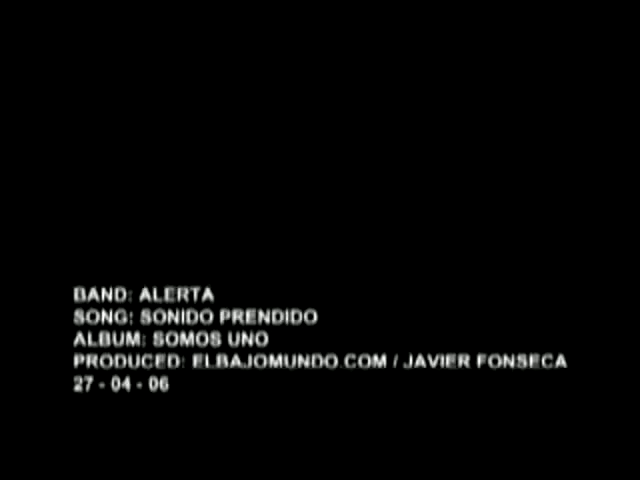 BAND: ALERTA
SONG: SONIDO PRENDIDO
ALBUM: SOMOS UNO
PRODUCED: ELBAJOMUNDO.COM / JAVIER FONSECA
27 - 04 - 06